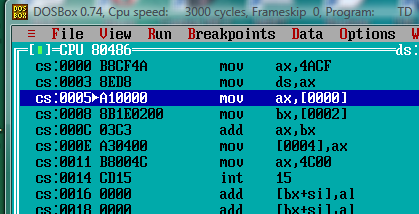 DOSBox 0.74, Cpu speed: 3000 cycles, Frameskip 0, Program: TD
≡ File View Run Breakpoints Data Options W
[▮]=CPU 80486 ds:
cs:0000 B8CF4A mov ax,4ACF
cs:0003 8ED8 mov ds,ax
cs:0005►A10000 mov ax,[0000]
cs:0008 8B1E0200 mov bx,[0002]
cs:000C 03C3 add ax,bx
cs:000E A30400 mov [0004],ax
cs:0011 B8004C mov ax,4C00
cs:0014 CD15 int 15
cs:0016 0000 add [bx+si],al
cs:0018 0000 add [bx+si],al